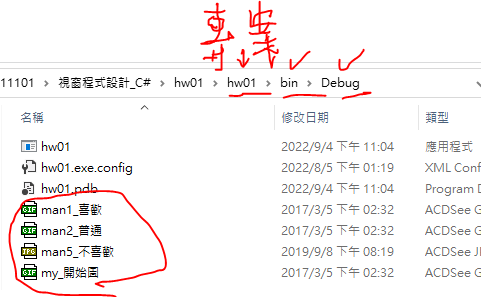 專案
11101 › 視窗程式設計_C# › hw01 › hw01 › bin › Debug
名稱 修改日期 類型
hw01 2022/9/4 下午 11:04 應用程式
hw01.exe.config 2022/8/5 下午 01:19 XML Conf
hw01.pdb 2022/9/4 下午 11:04 Program D
man1_喜歡 2017/3/5 下午 02:32 ACDSee G
man2_普通 2017/3/5 下午 02:32 ACDSee G
man5_不喜歡 2019/9/8 下午 08:39 ACDSee JP
my_開始圖 2017/3/5 下午 02:32 ACDSee G